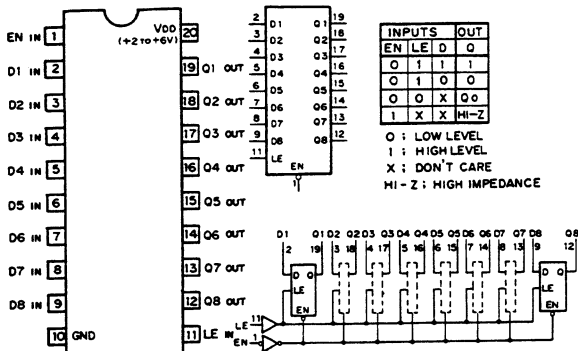 EN IN 1
D1 IN 2
D2 IN 3
D3 IN 4
D4 IN 5
D5 IN 6
D6 IN 7
D7 IN 8
D8 IN 9
10 GND
VDD 20
(+2 TO +6V)
19 Q1 OUT
18 Q2 OUT
17 Q3 OUT
16 Q4 OUT
15 Q5 OUT
14 Q6 OUT
13 Q7 OUT
12 Q8 OUT
11 LE IN
2 D1 Q1 19
3 D2 Q2 18
4 D3 Q3 17
5 D4 Q4 16
6 D5 Q5 15
7 D6 Q6 14
8 D7 Q7 13
9 D8 Q8 12
11 LE
EN
1
INPUTS OUT
EN LE D Q
0 1 1 1
0 1 0 0
0 0 X Qo
1 X X HI-Z
0 ; LOW LEVEL
1 ; HIGH LEVEL
X ; DON'T CARE
HI-Z ; HIGH IMPEDANCE
D1 Q1 D2 Q2 D3 Q3 D4 Q4 D5 Q5 D6 Q6 D7 Q7 D8 Q8
2 19 3 18 4 17 5 16 6 15 7 14 8 13 9 12
D Q
LE
EN
D Q
LE
EN
LE 11
EN 1